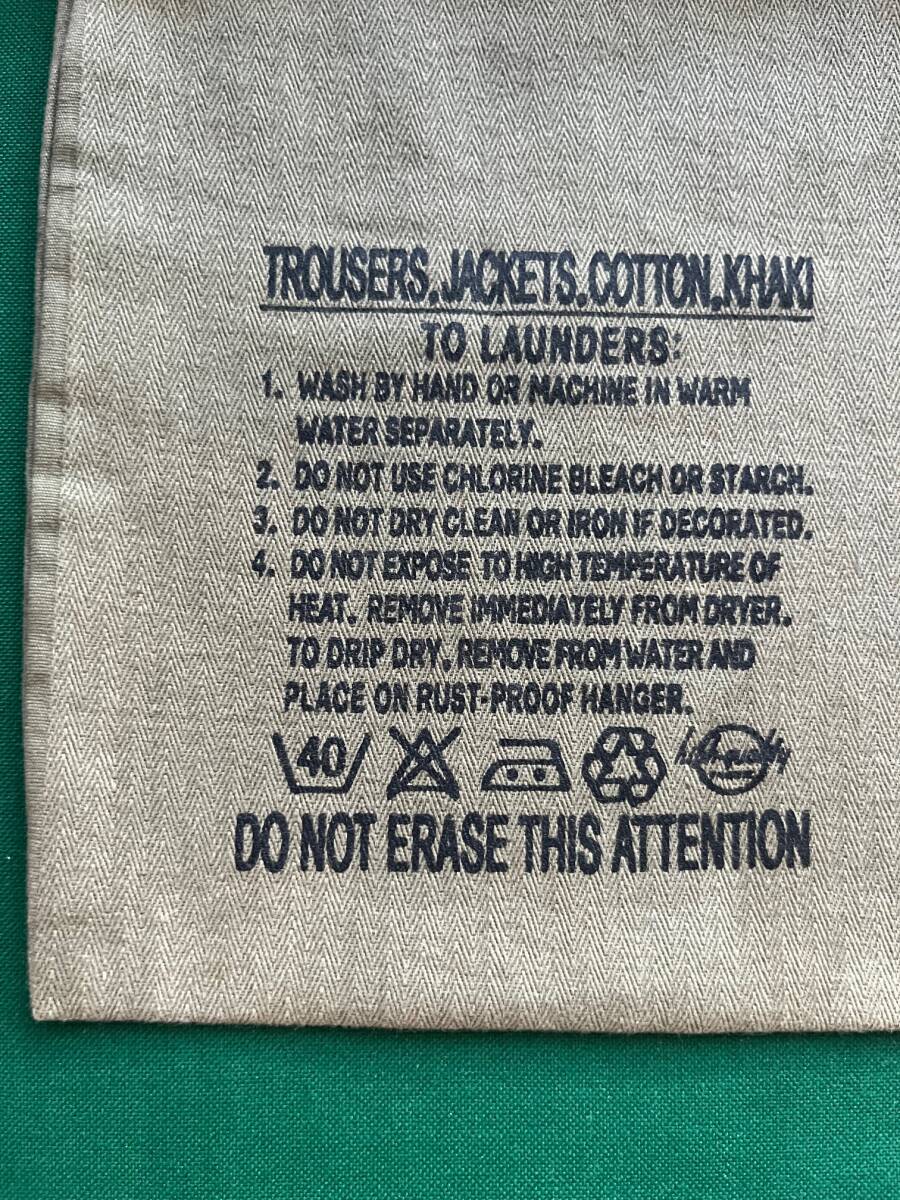 TROUSERS.JACKETS.COTTON,KHAKI
TO LAUNDERS:
1. WASH BY HAND OR MACHINE IN WARM
WATER SEPARATELY.
2. DO NOT USE CHLORINE BLEACH OR STARCH.
3. DO NOT DRY CLEAN OR IRON IF DECORATED.
4. DO NOT EXPOSE TO HIGH TEMPERATURE OF
HEAT. REMOVE IMMEDIATELY FROM DRYER.
TO DRIP DRY. REMOVE FROM WATER AND
PLACE ON RUST-PROOF HANGER.
40
DO NOT ERASE THIS ATTENTION